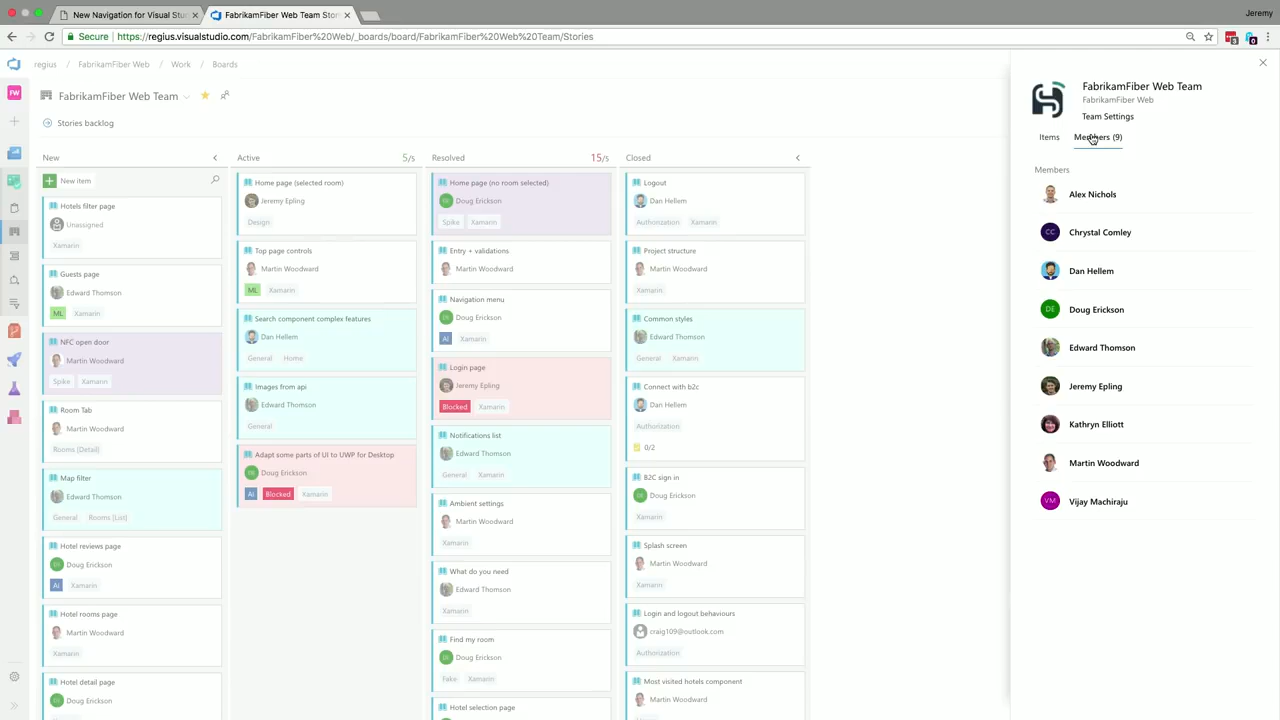 New Navigation for Visual Stu
FabrikamFiber Web Team Stori
Jeremy
Secure
https://regius.visualstudio.com/FabrikamFiber%20Web/_boards/board/FabrikamFiber%20Web%20Team/Stories
regius / FabrikamFiber Web / Work / Boards
FW
FabrikamFiber Web Team
Stories backlog
New
New item
Hotels filter page
Unassigned
Xamarin
Guests page
Edward Thomson
ML Xamarin
NFC open door
Martin Woodward
Spike Xamarin
Room Tab
Martin Woodward
Rooms [Detail]
Map filter
Edward Thomson
General Rooms [List]
Hotel reviews page
DE Doug Erickson
AI Xamarin
Hotel rooms page
Martin Woodward
Xamarin
Hotel detail page
DE Doug Erickson
Active 5/5
Home page (selected room)
Jeremy Epling
Design
Top page controls
Martin Woodward
ML Xamarin
Search component complex features
Dan Hellem
General Home
Images from api
Edward Thomson
General
Adapt some parts of UI to UWP for Desktop
DE Doug Erickson
AI Blocked Xamarin
Resolved 15/5
Home page (no room selected)
DE Doug Erickson
Spike Xamarin
Entry + validations
Martin Woodward
Navigation menu
DE Doug Erickson
AI Xamarin
Login page
Jeremy Epling
Blocked Xamarin
Notifications list
Edward Thomson
General Xamarin
Ambient settings
Martin Woodward
Xamarin
What do you need
Edward Thomson
Xamarin
Find my room
DE Doug Erickson
Fake Xamarin
Hotel selection page
Closed
Logout
Dan Hellem
Authorization Xamarin
Project structure
Martin Woodward
Xamarin
Common styles
Edward Thomson
General Xamarin
Connect with b2c
Dan Hellem
Authorization
0/2
B2C sign in
DE Doug Erickson
Xamarin
Splash screen
Martin Woodward
Xamarin
Login and logout behaviours
craig109@outlook.com
Authorization
Most visited hotels component
Martin Woodward
FabrikamFiber Web Team
FabrikamFiber Web
Team Settings
Items Members (9)
Members
Alex Nichols
CC Chrystal Comley
Dan Hellem
DE Doug Erickson
Edward Thomson
Jeremy Epling
Kathryn Elliott
Martin Woodward
VM Vijay Machiraju